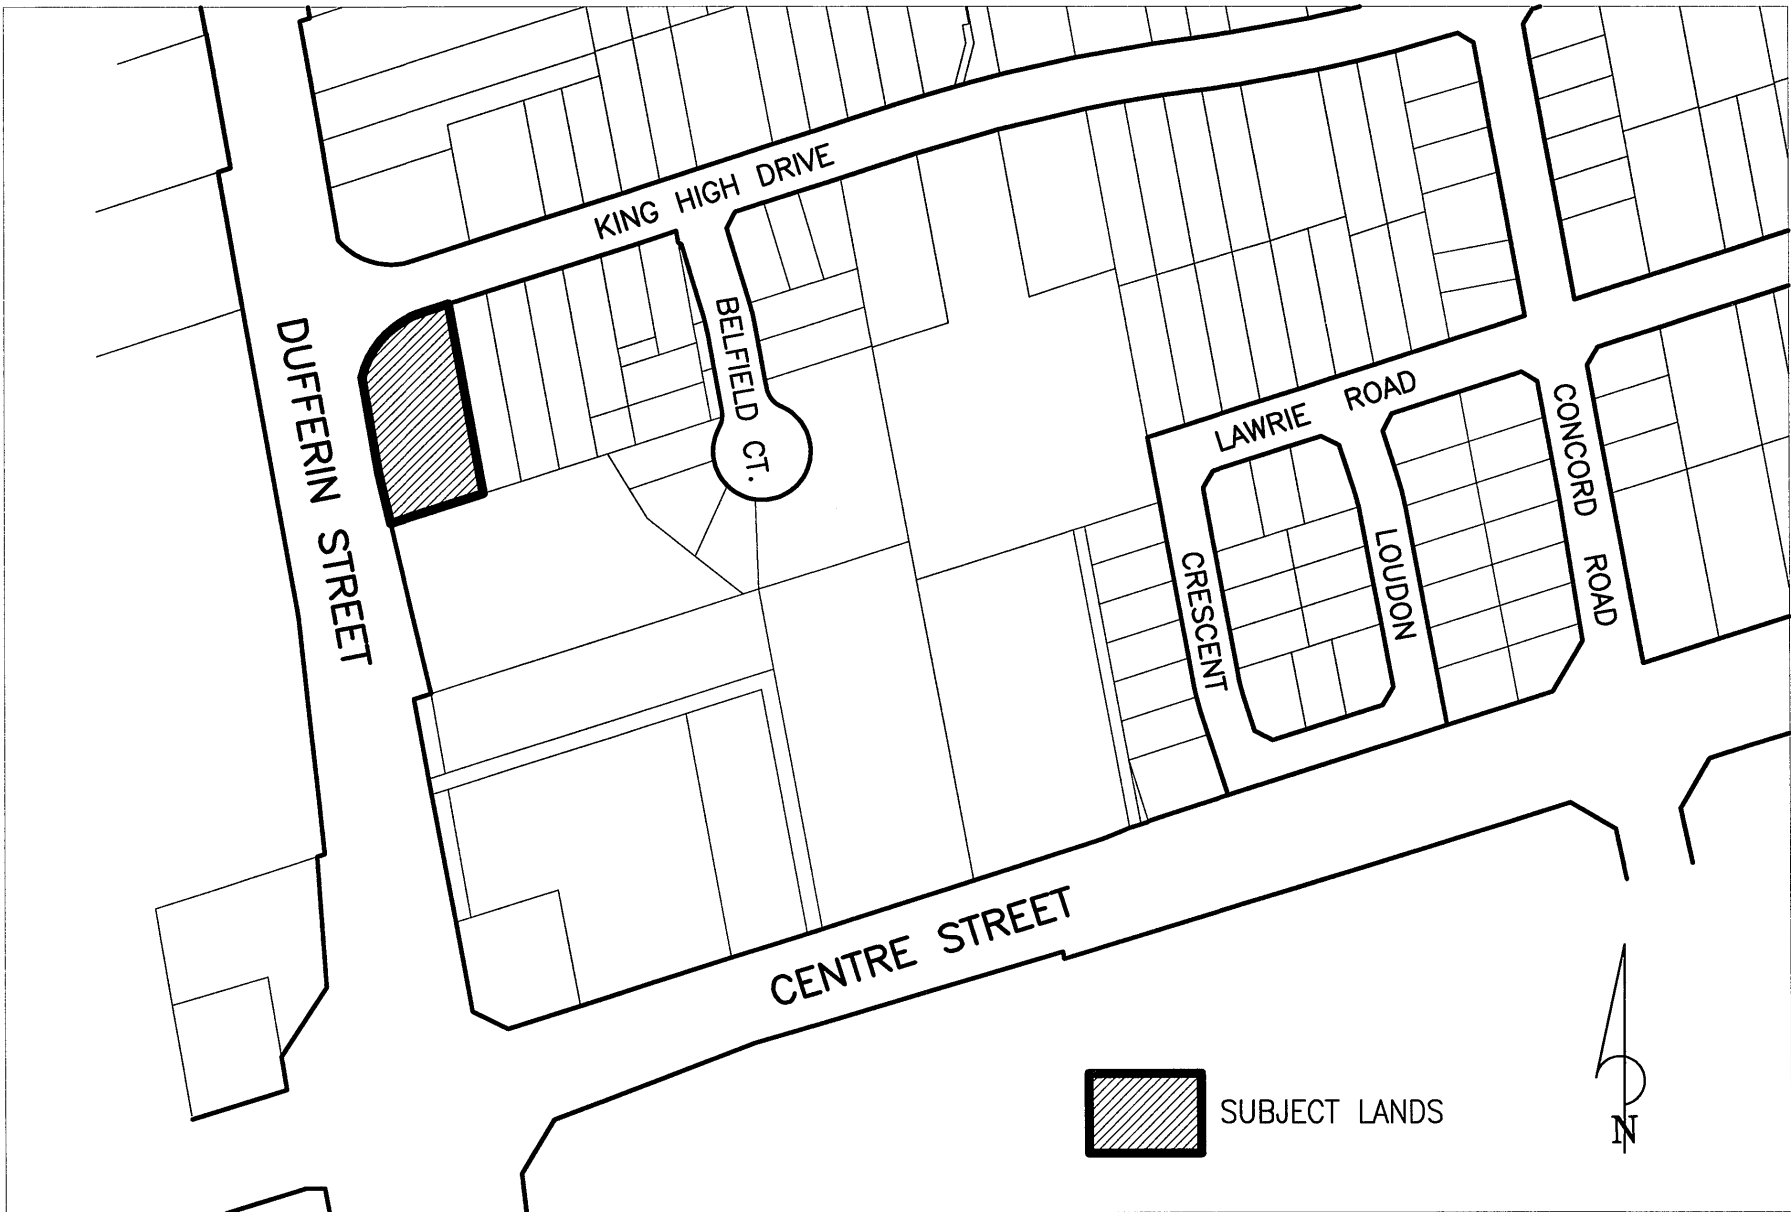 KING HIGH DRIVE
BELFIELD CT.
DUFFERIN STREET
LAWRIE ROAD
CONCORD ROAD
LOUDON
CRESCENT
CENTRE STREET
SUBJECT LANDS
N